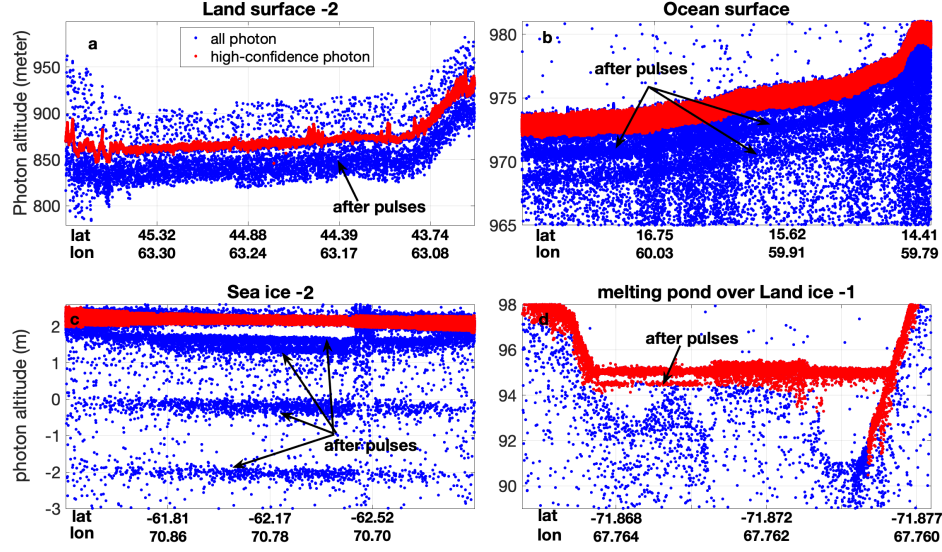 Land surface -2
Ocean surface
a
all photon
high-confidence photon
950
900
850
800
Photon altitude (meter)
after pulses
lat 45.32 44.88 44.39 43.74
lon 63.30 63.24 63.17 63.08
b
after pulses
980
975
970
965
lat 16.75 15.62 14.41
lon 60.03 59.91 59.79
Sea ice -2
melting pond over Land ice -1
c
2
1
0
-1
-2
-3
photon altitude (m)
after pulses
lat -61.81 -62.17 -62.52
lon 70.86 70.78 70.70
d
after pulses
98
96
94
92
90
lat -71.868 -71.872 -71.877
lon 67.764 67.762 67.760